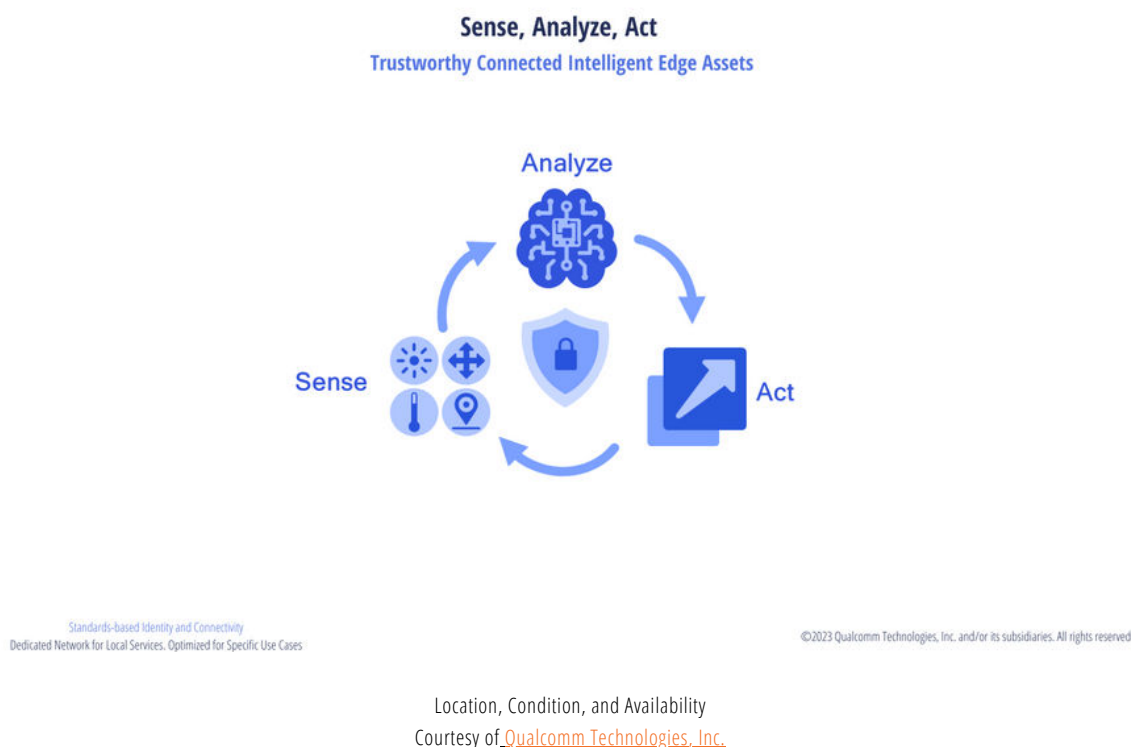 Sense, Analyze, Act
Trustworthy Connected Intelligent Edge Assets
Analyze
Sense
Act
Standards-based Identity and Connectivity
Dedicated Network for Local Services. Optimized for Specific Use Cases
©2023 Qualcomm Technologies, Inc. and/or its subsidiaries. All rights reserved
Location, Condition, and Availability
Courtesy of Qualcomm Technologies, Inc.